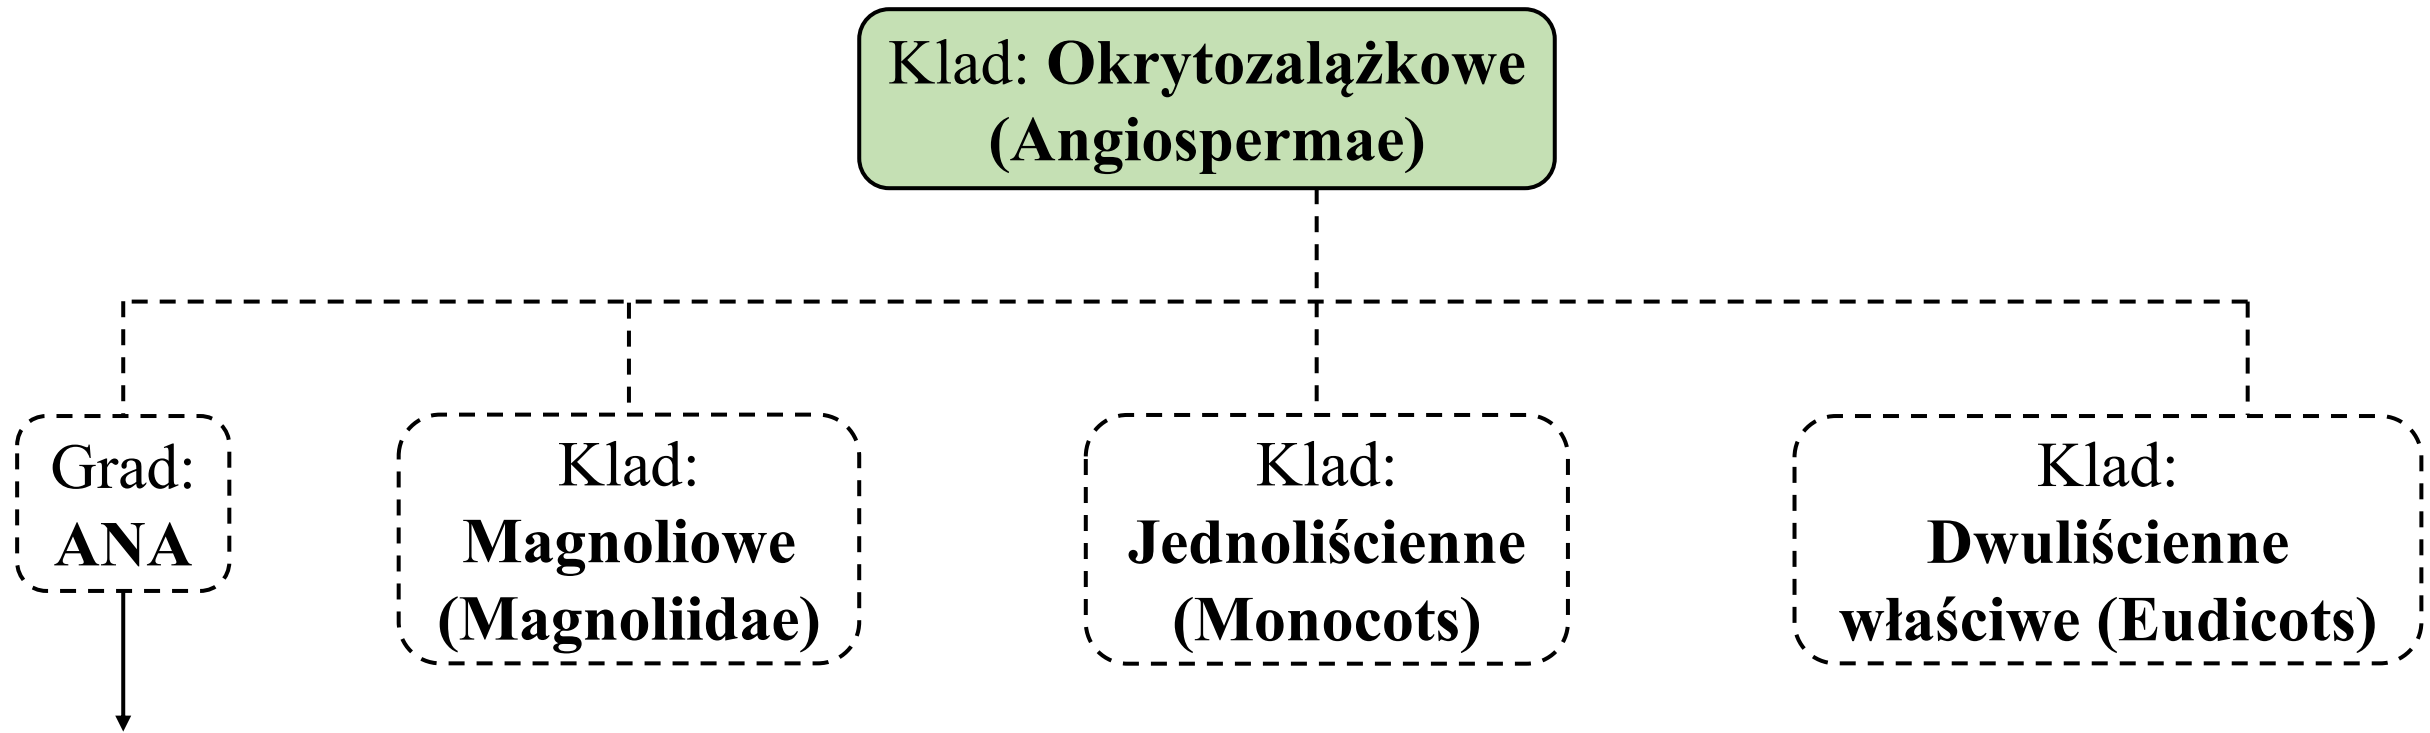 Klad: Okrytozalążkowe
(Angiospermae)
Grad:
ANA
Klad:
Magnoliowe
(Magnoliidae)
Klad:
Jednoliścienne
(Monocots)
Klad:
Dwuliścienne
właściwe (Eudicots)